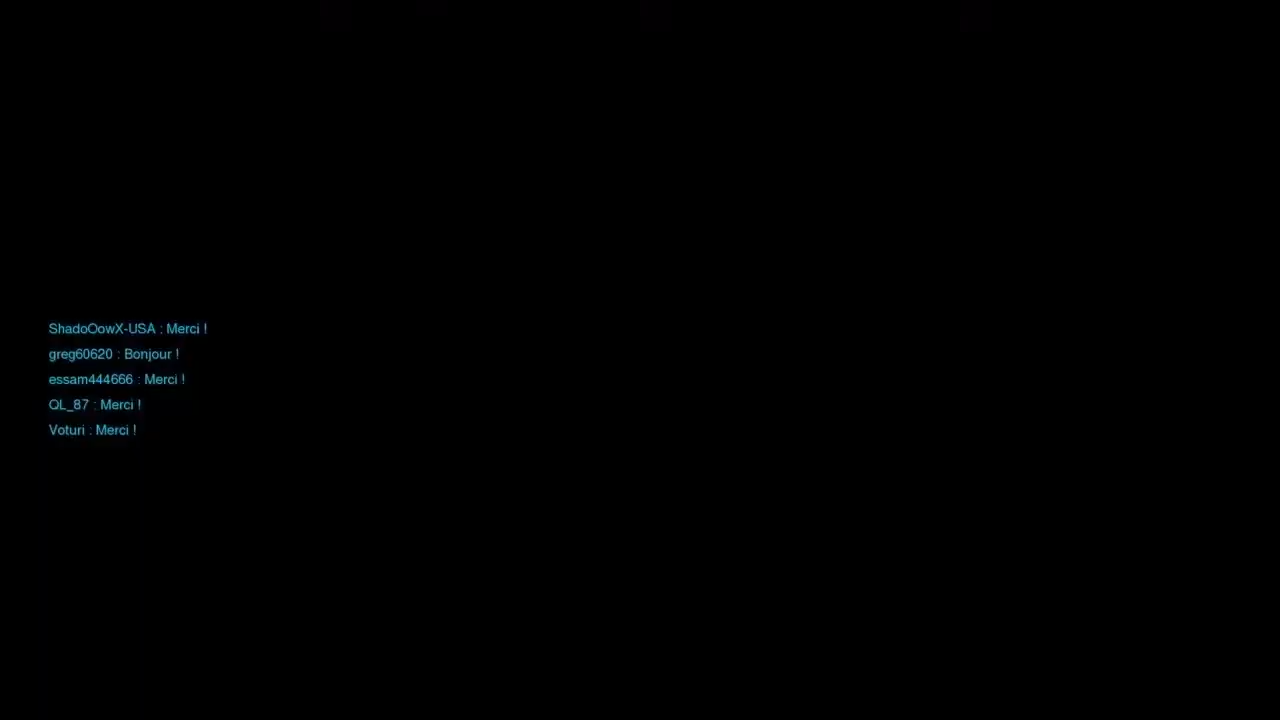 ShadoOowX-USA : Merci !
greg60620 : Bonjour !
essam444666 : Merci !
QL_87 : Merci !
Voturi : Merci !